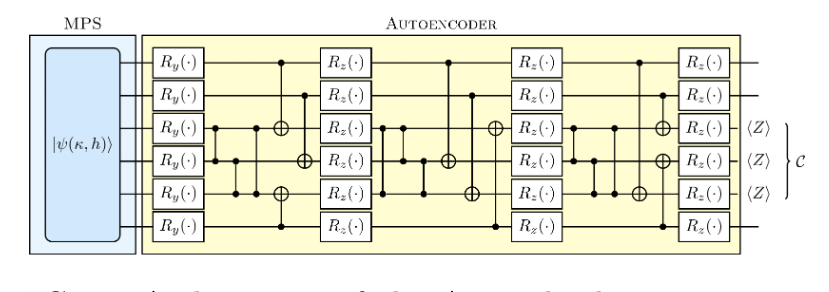 MPS AUTOENCODER
R_y(·) R_z(·) R_z(·) R_z(·)
R_y(·) R_z(·) R_z(·) R_z(·)
R_y(·) R_z(·) R_z(·) R_z(·) ⟨Z⟩
|ψ(κ, h)⟩ R_y(·) R_z(·) R_z(·) R_z(·) ⟨Z⟩ 𝒞
R_y(·) R_z(·) R_z(·) R_z(·) ⟨Z⟩
R_y(·) R_z(·) R_z(·) R_z(·)